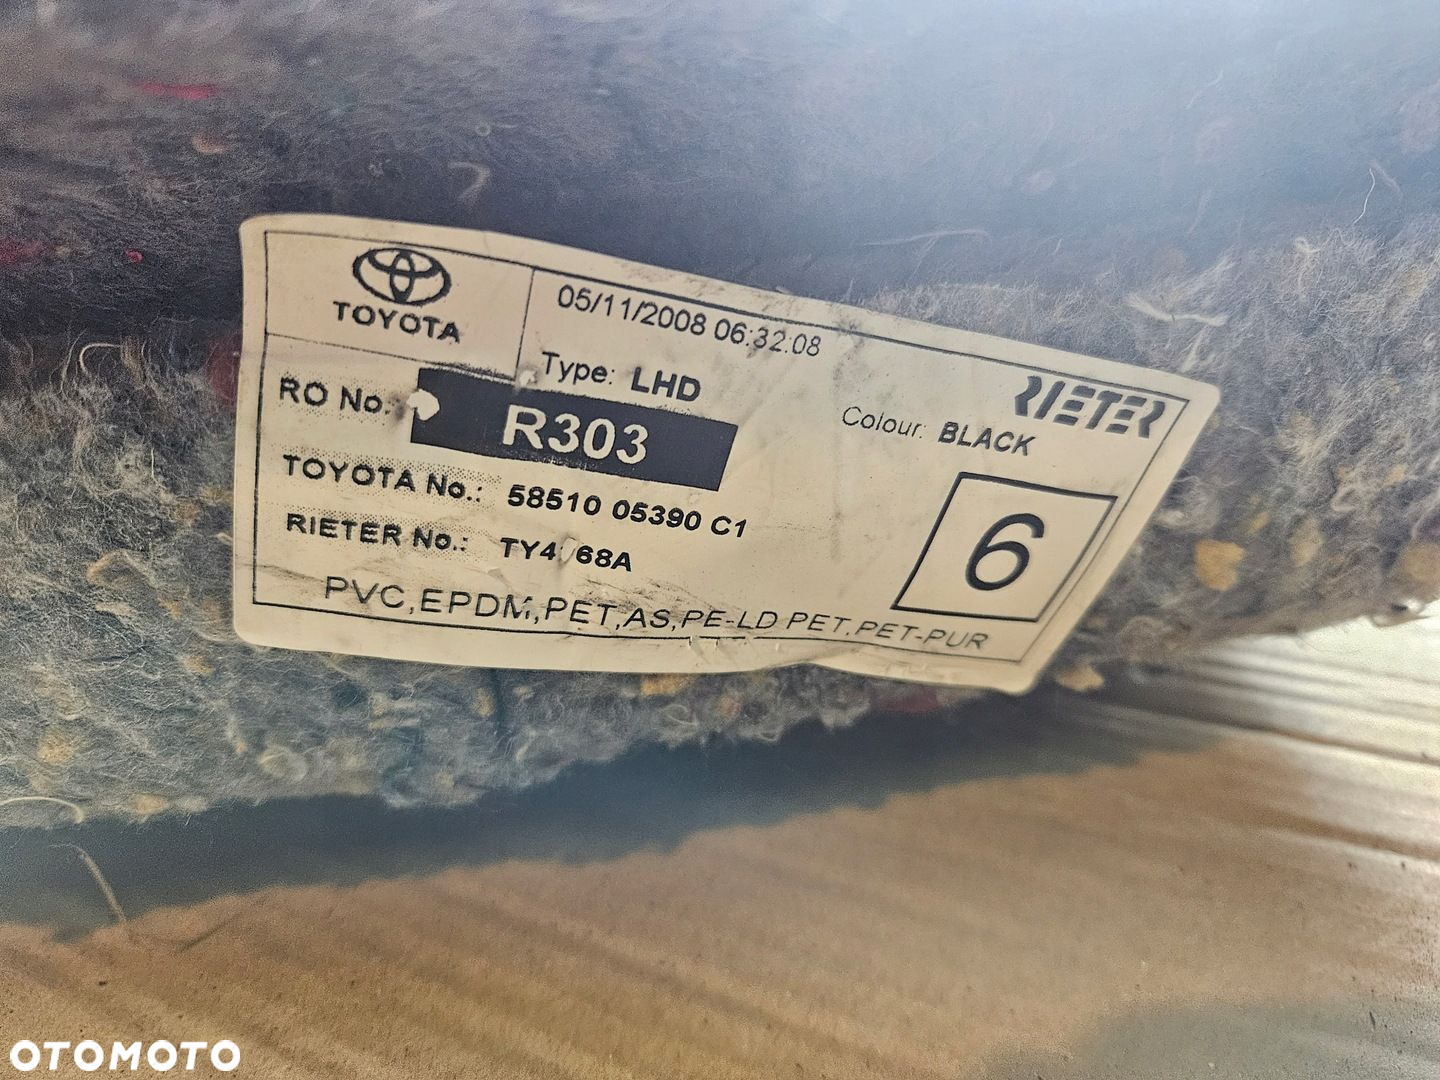 TOYOTA
05/11/2008 06:32:08
Type: LHD
RIETER
Colour: BLACK
RO No.: R303
TOYOTA No.: 58510 05390 C1
RIETER No.:
6
PVC,EPDM,PET,AS,PE-LD PET,PET-PUR
OTOMOTO